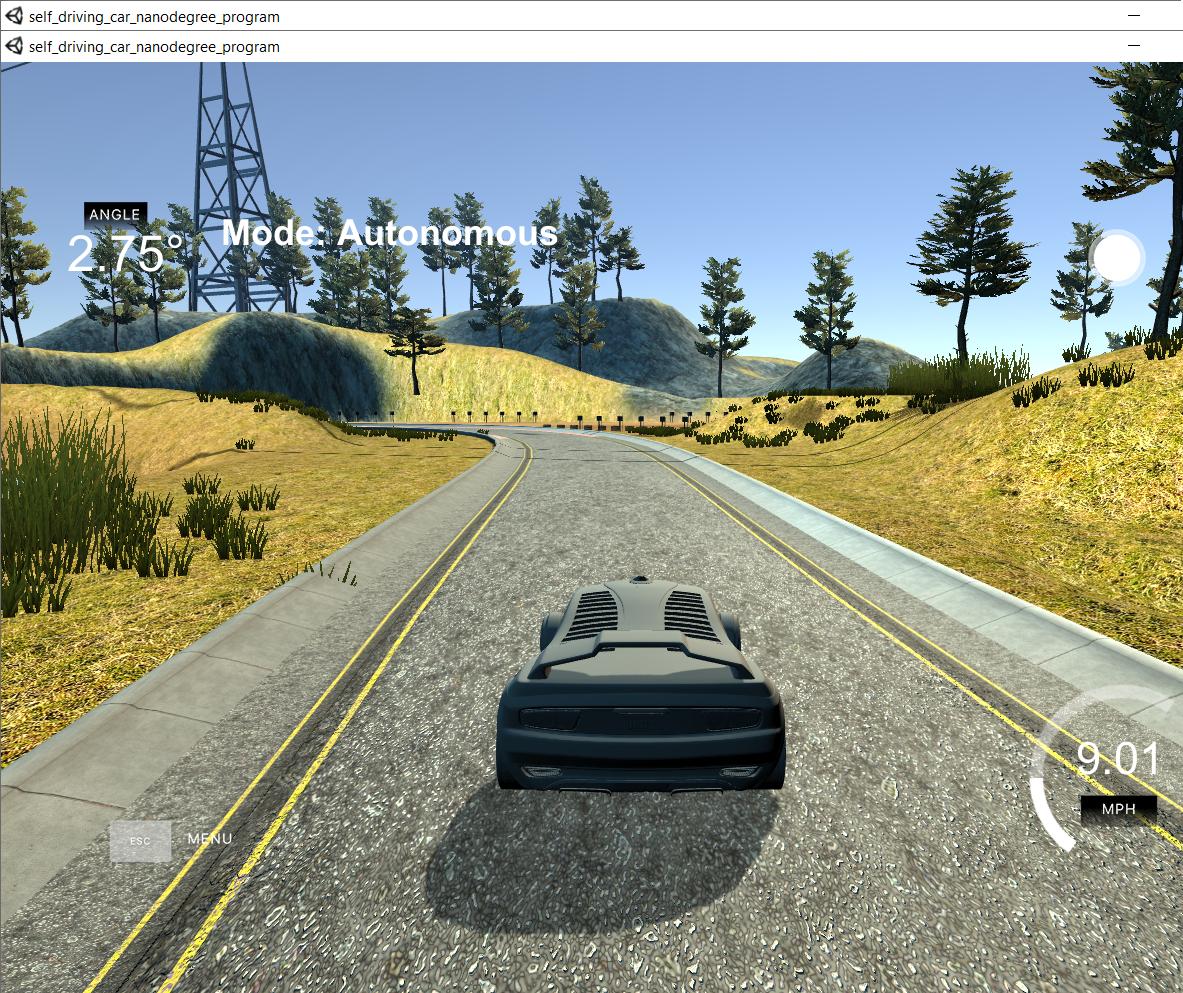 self_driving_car_nanodegree_program
self_driving_car_nanodegree_program
ANGLE
2.75°
Mode: Autonomous
9.01
MPH
ESC
MENU